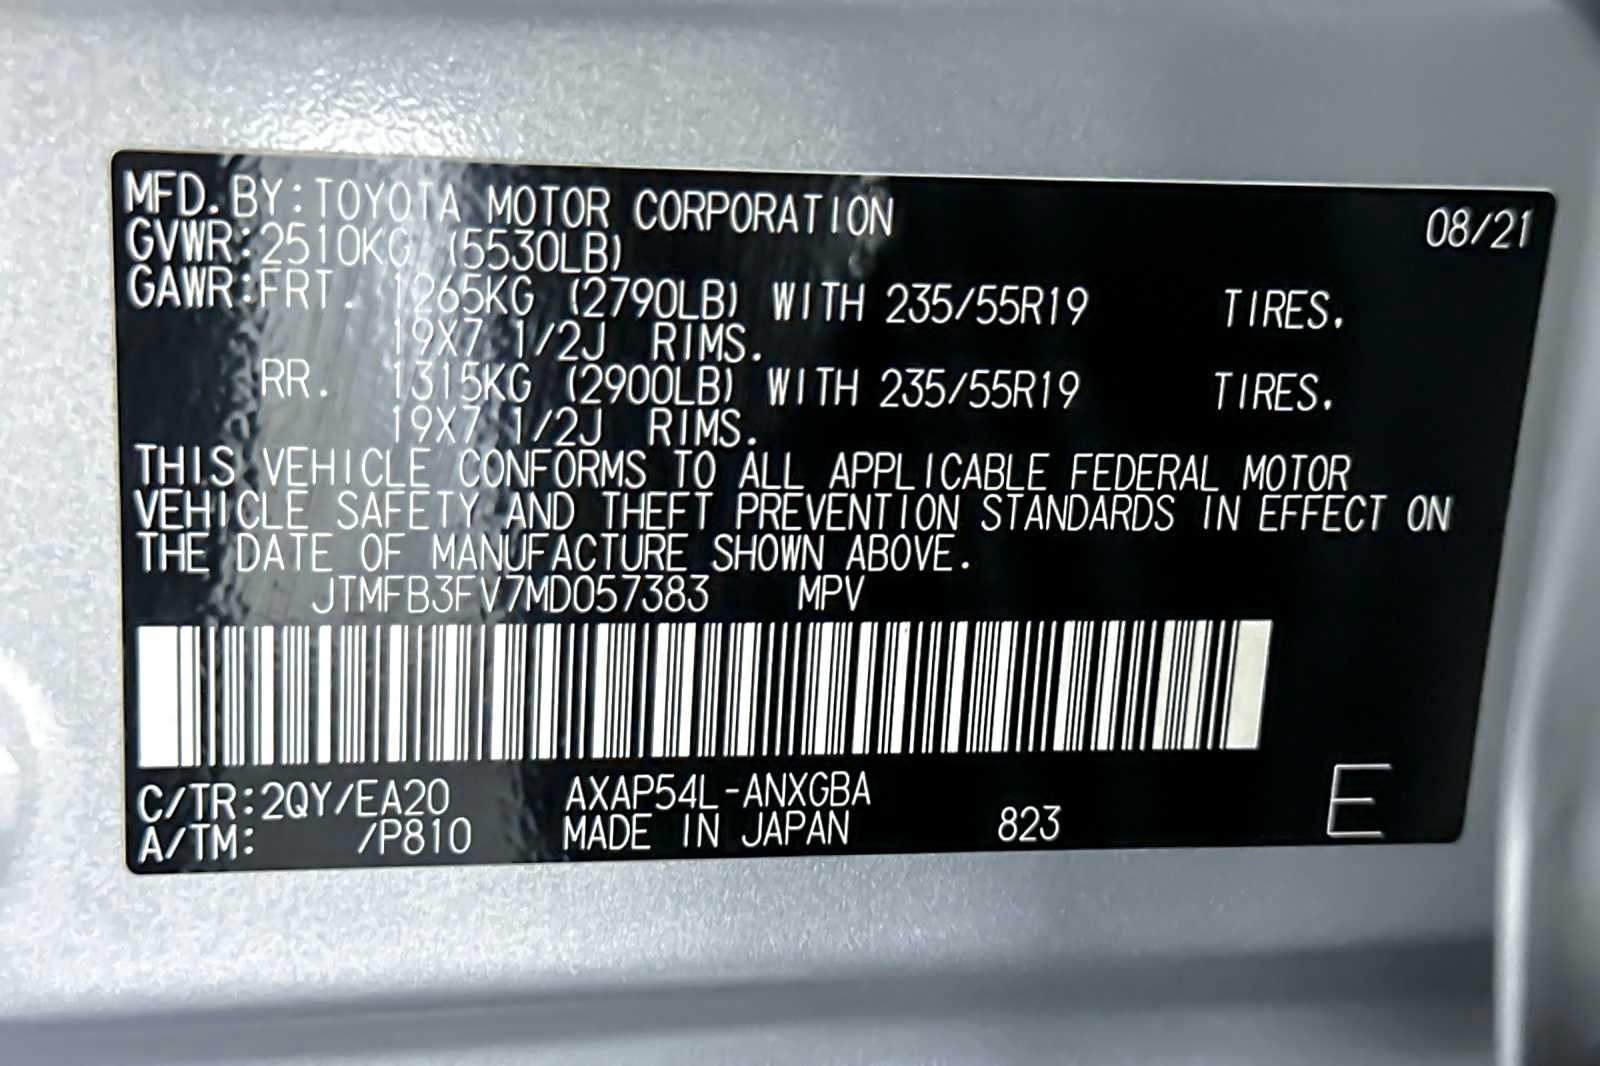 MFD.BY:TOYOTA MOTOR CORPORATION 08/21
GVWR:2510KG (5530LB)
GAWR:FRT. 1265KG (2790LB) WITH 235/55R19 TIRES.
19X7 1/2J RIMS.
RR. 1315KG (2900LB) WITH 235/55R19 TIRES.
19X7 1/2J RIMS.
THIS VEHICLE CONFORMS TO ALL APPLICABLE FEDERAL MOTOR
VEHICLE SAFETY AND THEFT PREVENTION STANDARDS IN EFFECT ON
THE DATE OF MANUFACTURE SHOWN ABOVE.
JTMFB3FV7MD057383 MPV
C/TR:2QY/EA20 AXAP54L-ANXGBA
A/TM: /P810 MADE IN JAPAN 823 E